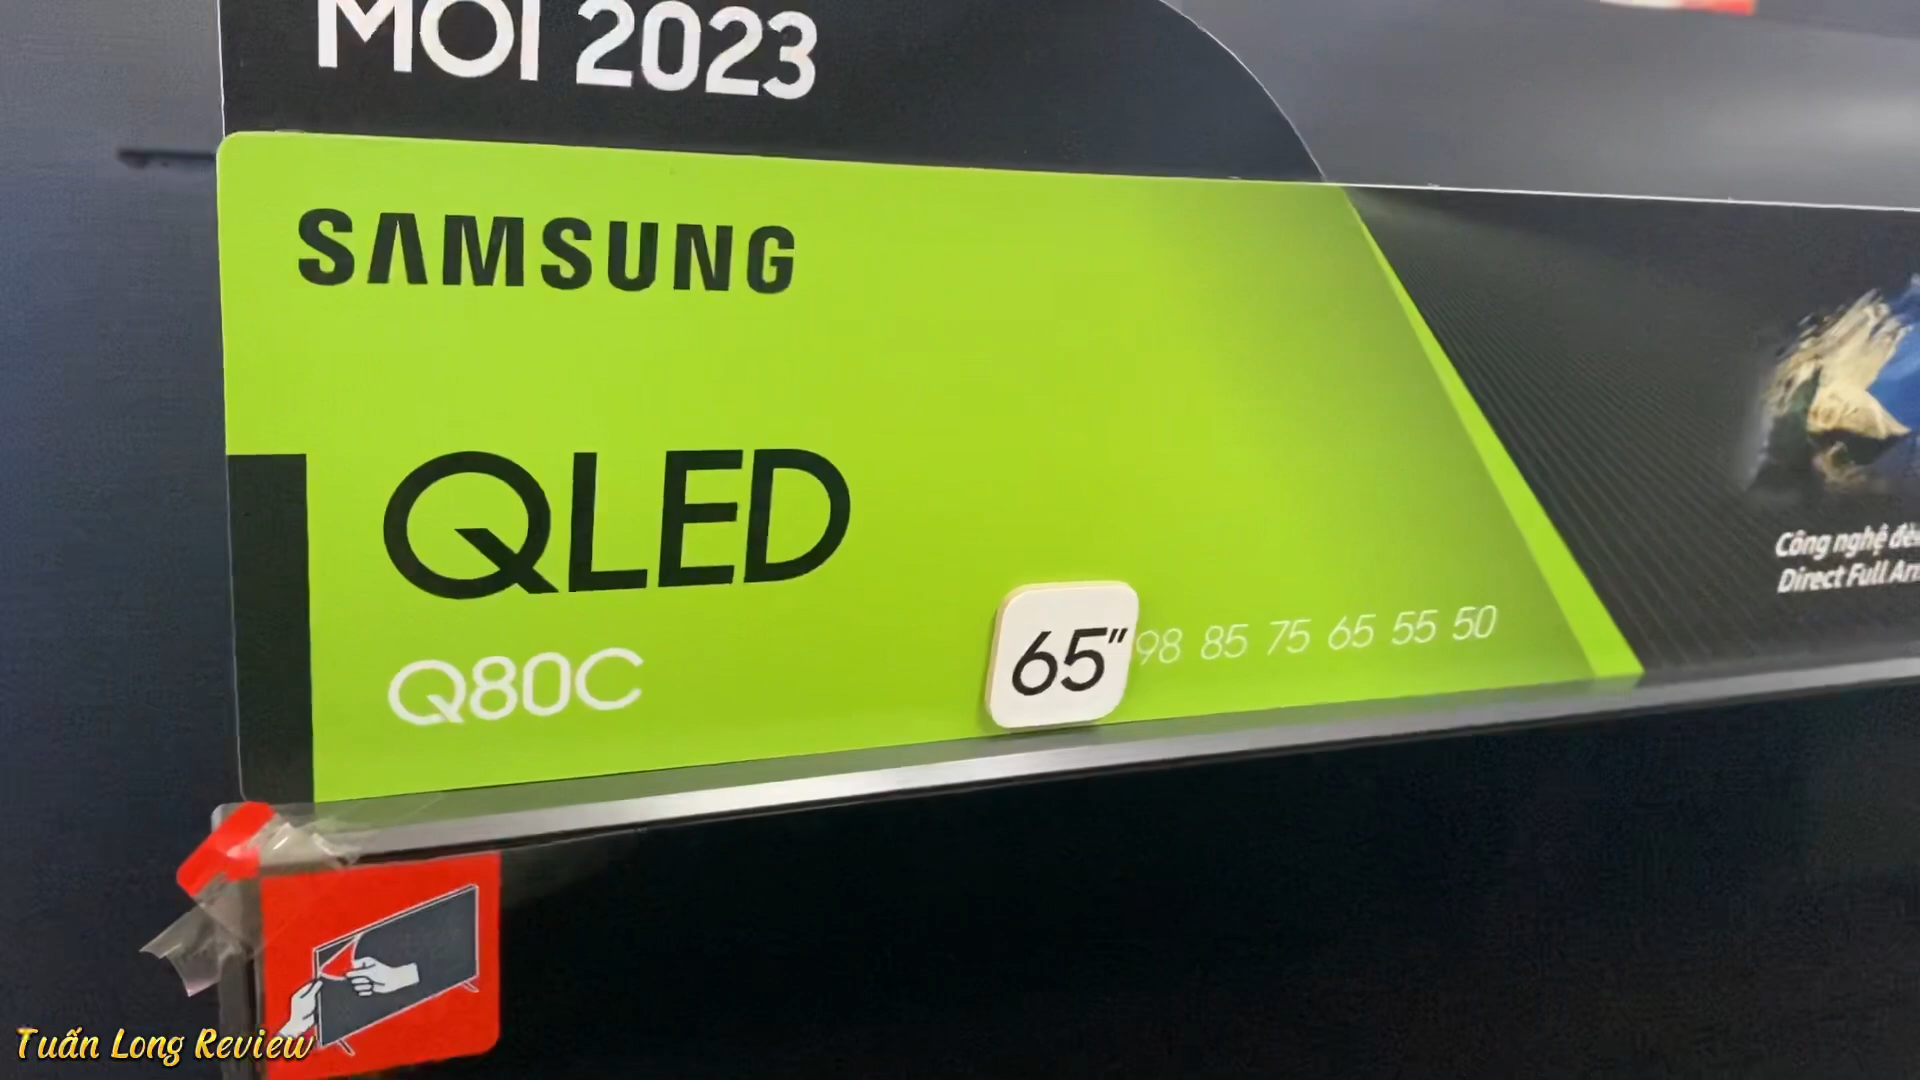 MỚI 2023
SAMSUNG
QLED
Q80C
65"
98 85 75 65 55 50
Công nghệ
Direct Full
Tuấn Long Review